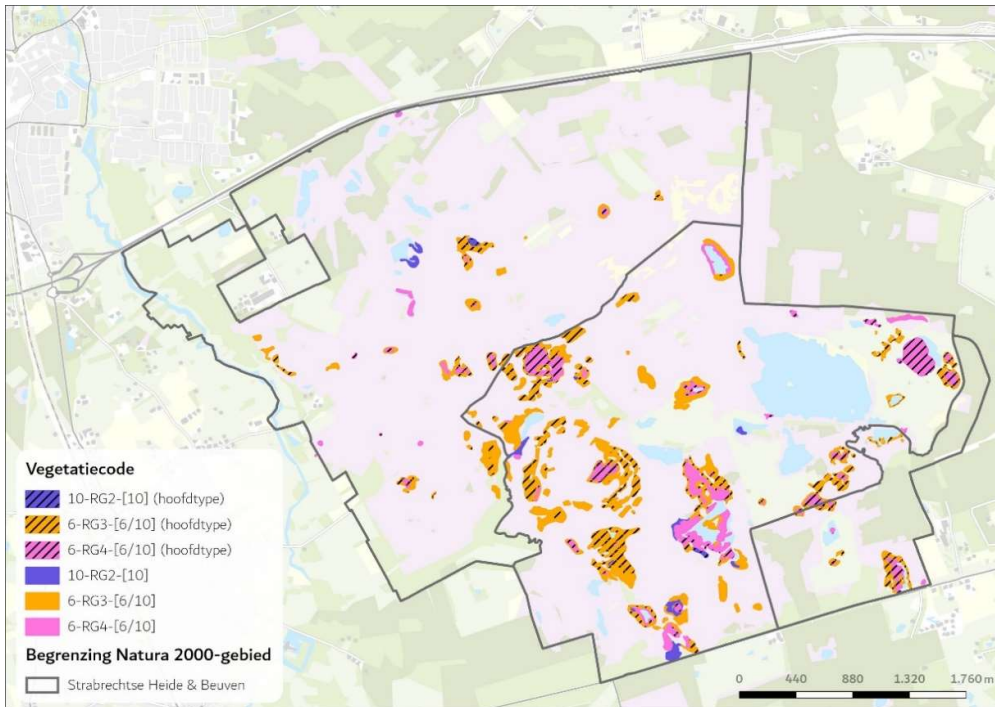 Vegetatiecode
10-RG2-[10] (hoofdtype)
6-RG3-[6/10] (hoofdtype)
6-RG4-[6/10] (hoofdtype)
10-RG2-[10]
6-RG3-[6/10]
6-RG4-[6/10]
Begrenzing Natura 2000-gebied
Strabrechtse Heide & Beuven
0 440 880 1.320 1.760 m